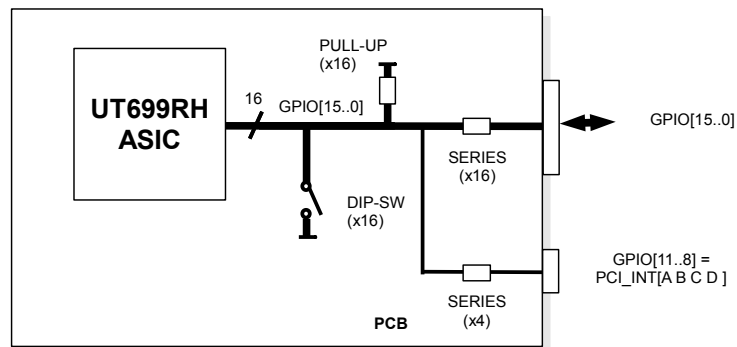 PULL-UP
(x16)
UT699RH
ASIC
16
GPIO[15..0]
GPIO[15..0]
SERIES
(x16)
DIP-SW
(x16)
GPIO[11..8] =
PCI_INT[A B C D ]
SERIES
(x4)
PCB